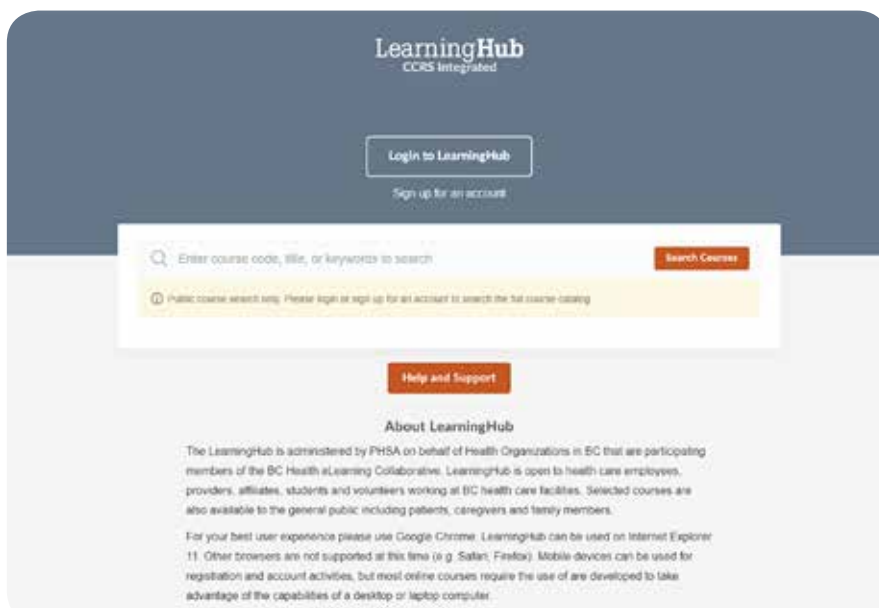 LearningHub
CCRS Integrated
Login to LearningHub
Sign up for an account
Enter course code, title, or keywords to search
Search Courses
Public course search only. Please login or sign up for an account to search the full course catalog
Help and Support
About LearningHub
The LearningHub is administered by PHSA on behalf of Health Organizations in BC that are participating
members of the BC Health eLearning Collaborative. LearningHub is open to health care employees,
providers, affiliates, students and volunteers working at BC health care facilities. Selected courses are
also available to the general public including patients, caregivers and family members.
For your best user experience please use Google Chrome. LearningHub can be used on Internet Explorer
11. Other browsers are not supported at this time (e.g. Safari, Firefox). Mobile devices can be used for
registration and account activities, but most online courses require the use of are developed to take
advantage of the capabilities of a desktop or laptop computer.